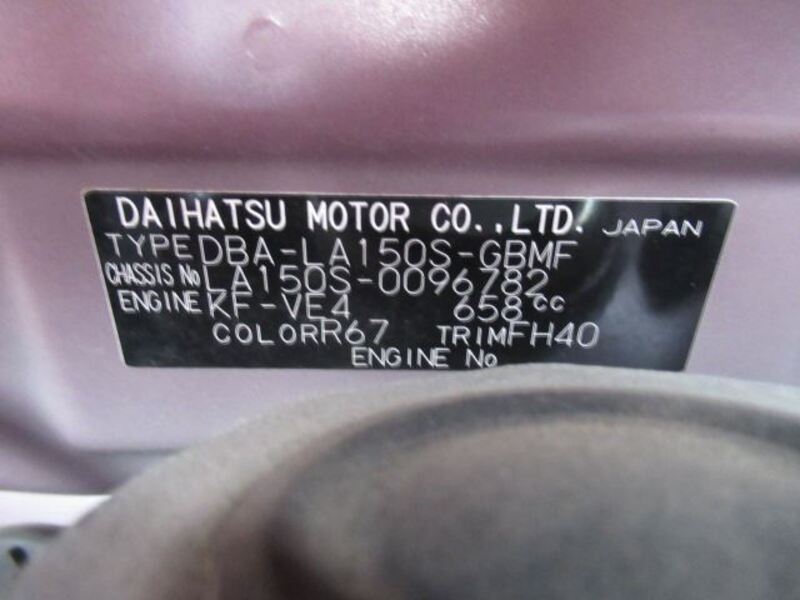 DAIHATSU MOTOR CO.,LTD. JAPAN
TYPE DBA-LA150S-GBMF
CHASSIS No LA150S-0096782
ENGINE KF-VE4 658cc
COLOR R67 TRIM FH40
ENGINE No